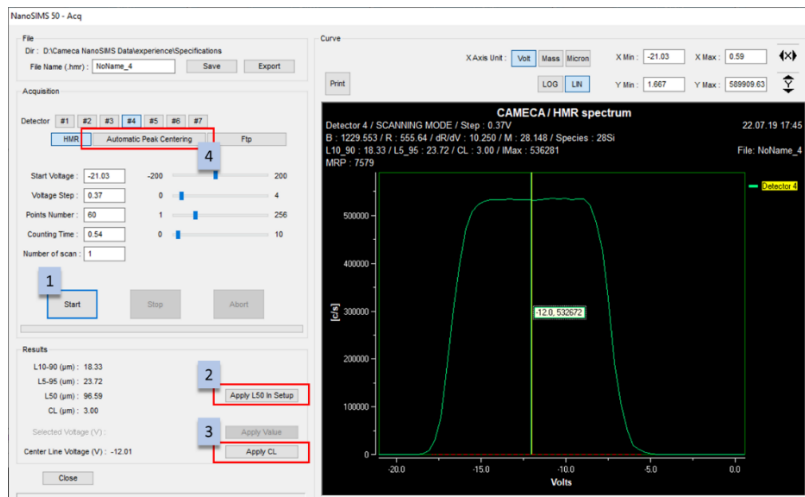 NanoSIMS 50 - Acq
File
Dir : D:\Cameca NanoSIMS Data\experience\Specifications
File Name (.hmr) : NoName_4 Save Export
Acquisition
Detector #1 #2 #3 #4 #5 #6 #7
HMR Automatic Peak Centering Ftp
4
Start Voltage : -21.03 -200 200
Voltage Step : 0.37 0 4
Points Number : 60 1 256
Counting Time : 0.54 0 10
Number of scan : 1
1
Start Stop Abort
Results
L10-90 (µm) : 18.33
L5-95 (µm) : 23.72
2
L50 (µm) : 96.59 Apply L50 In Setup
CL (µm) : 3.00
3
Selected Voltage (V) : Apply Value
Center Line Voltage (V) : -12.01 Apply CL
Close
Curve
X Axis Unit : Volt Mass Micron X Min : -21.03 X Max : 0.59
Print LOG LIN Y Min : 1.667 Y Max : 589909.63
CAMECA / HMR spectrum
Detector 4 / SCANNING MODE / Step : 0.37V 22.07.19 17:45
B : 1229.553 / R : 555.64 / dR/dV : 10.250 / M : 28.148 / Species : 28Si
L10_90 : 18.33 / L5_95 : 23.72 / CL : 3.00 / IMax : 536281 File: NoName_4
MRP : 7579
Detector 4
500000
400000
[c/s]
300000
-12.0, 532672
200000
100000
0
-20.0 -15.0 -10.0 -5.0 0.0
Volts